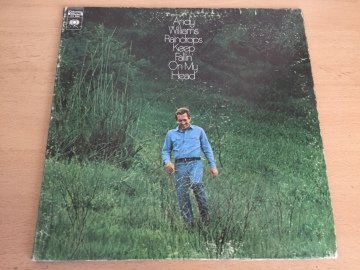 Andy
Williams
Raindrops
Keep
Fallin
On My
Head